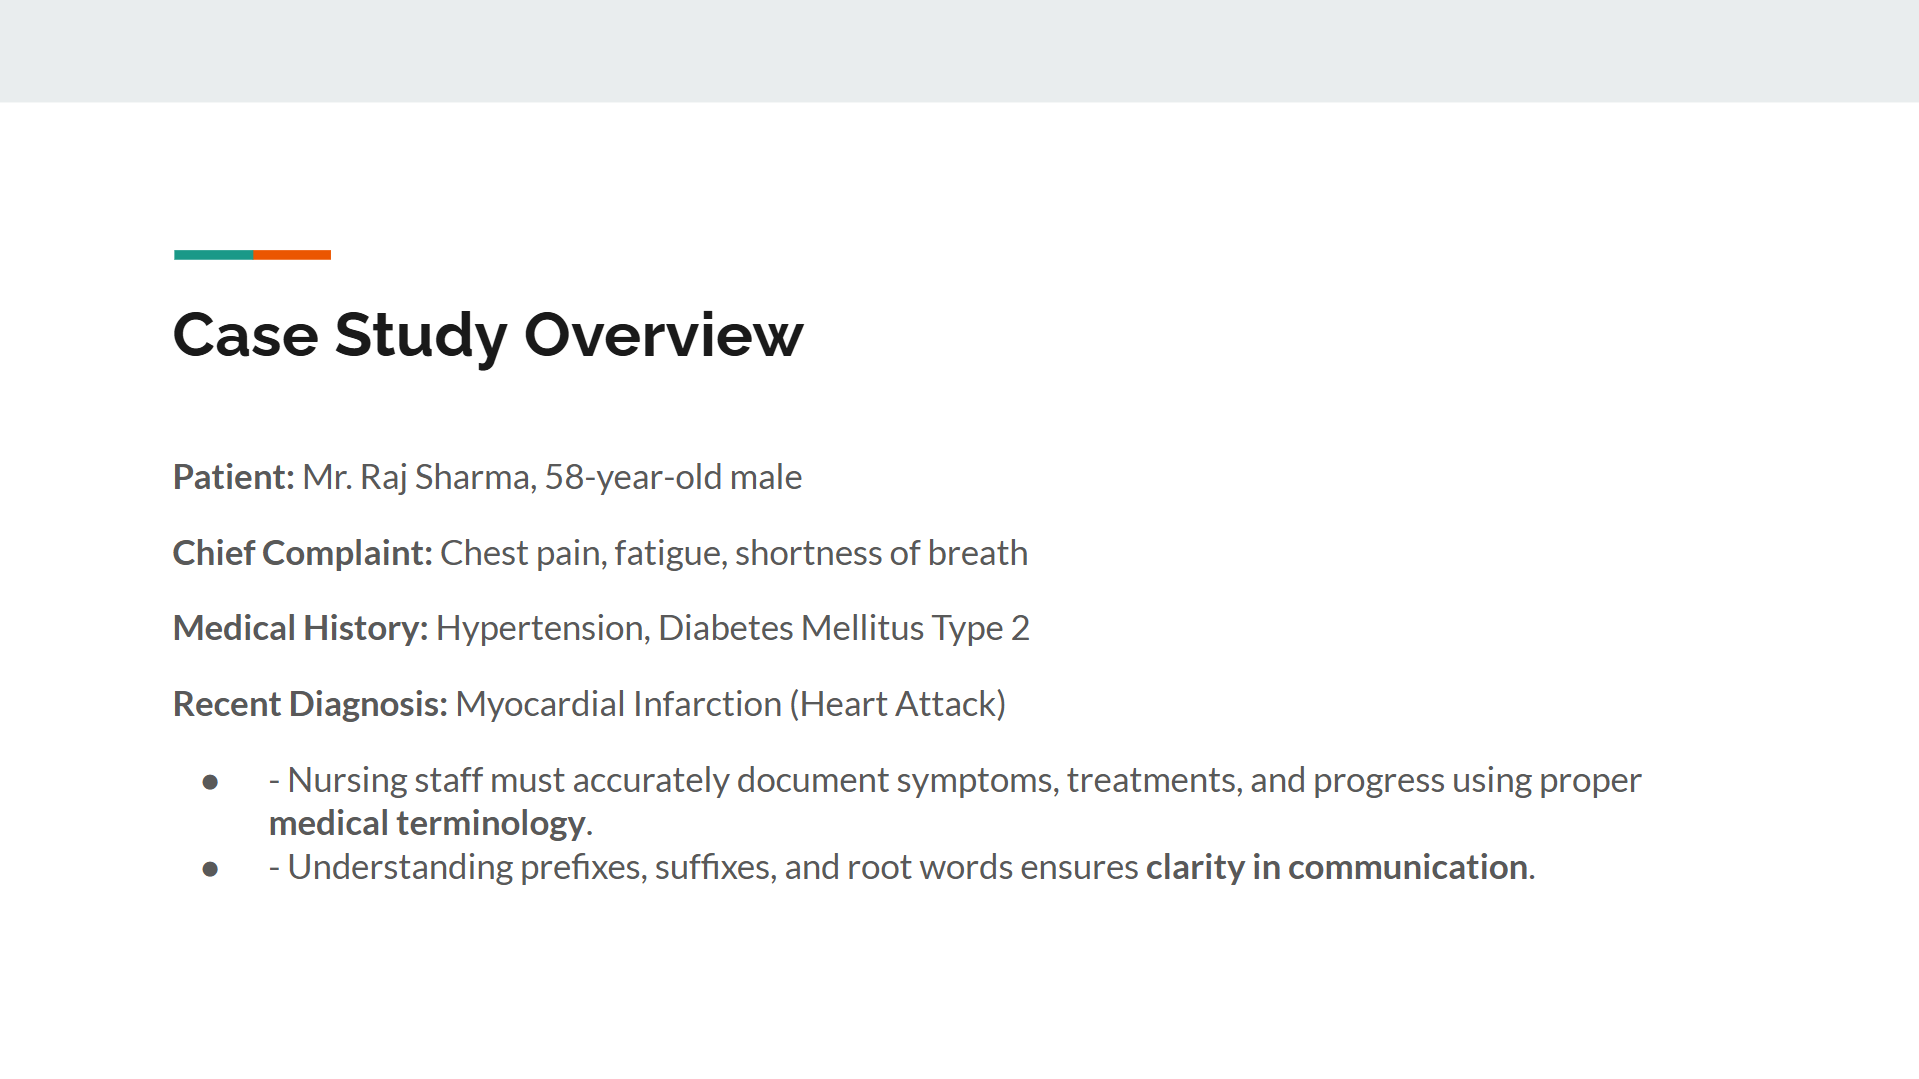 Case Study Overview
Patient: Mr. Raj Sharma, 58-year-old male
Chief Complaint: Chest pain, fatigue, shortness of breath
Medical History: Hypertension, Diabetes Mellitus Type 2
Recent Diagnosis: Myocardial Infarction (Heart Attack)
● - Nursing staff must accurately document symptoms, treatments, and progress using proper
medical terminology.
● - Understanding prefixes, suffixes, and root words ensures clarity in communication.